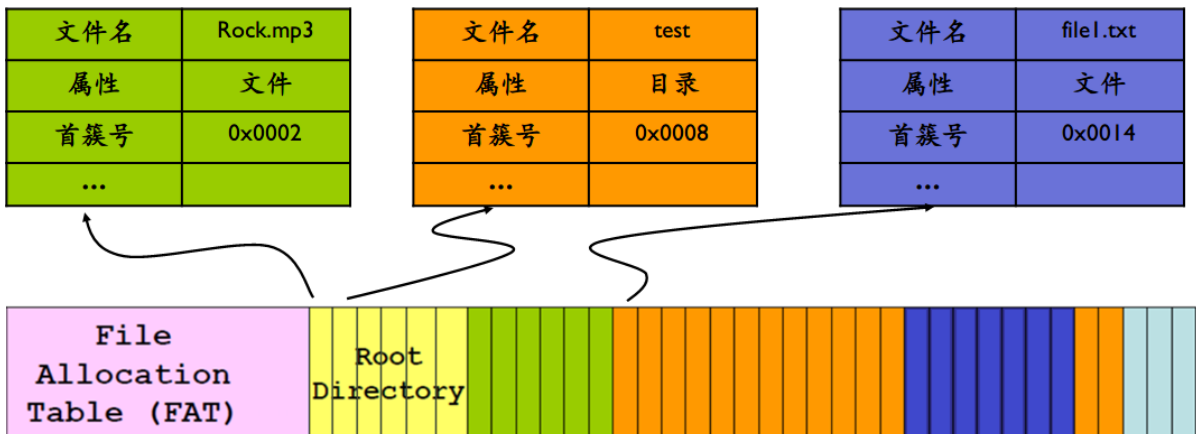 文件名 Rock.mp3
属性 文件
首簇号 0x0002
...
文件名 test
属性 目录
首簇号 0x0008
...
文件名 file1.txt
属性 文件
首簇号 0x0014
...
File
Allocation
Table (FAT)
Root
Directory